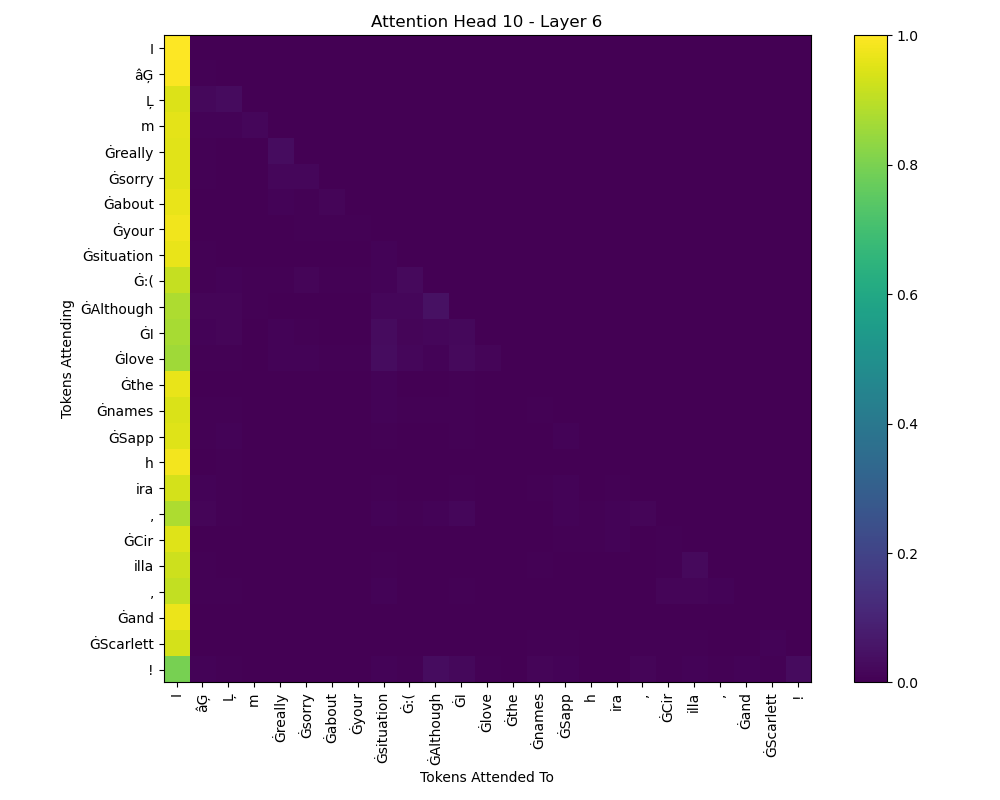 Attention Head 10 - Layer 6
Tokens Attending
I
âĢ
Ļ
m
Ġreally
Ġsorry
Ġabout
Ġyour
Ġsituation
Ġ:(
ĠAlthough
ĠI
Ġlove
Ġthe
Ġnames
ĠSapp
h
ira
,
ĠCir
illa
,
Ġand
ĠScarlett
!
I
âĢ
Ļ
m
Ġreally
Ġsorry
Ġabout
Ġyour
Ġsituation
Ġ:(
ĠAlthough
ĠI
Ġlove
Ġthe
Ġnames
ĠSapp
h
ira
,
ĠCir
illa
,
Ġand
ĠScarlett
!
Tokens Attended To
1.0
0.8
0.6
0.4
0.2
0.0